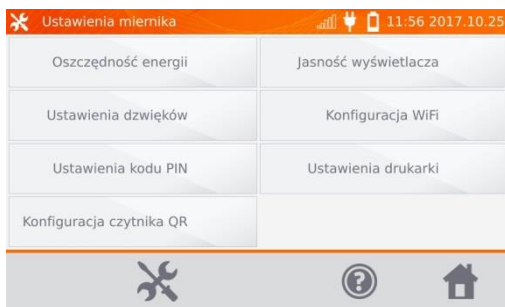 Ustawienia miernika 11:56 2017.10.25
Oszczędność energii Jasność wyświetlacza
Ustawienia dzwięków Konfiguracja WiFi
Ustawienia kodu PIN Ustawienia drukarki
Konfiguracja czytnika QR